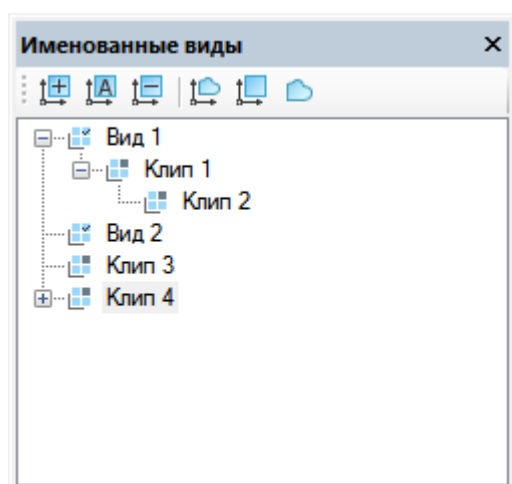 Именованные виды
Вид 1
Клип 1
Клип 2
Вид 2
Клип 3
Клип 4